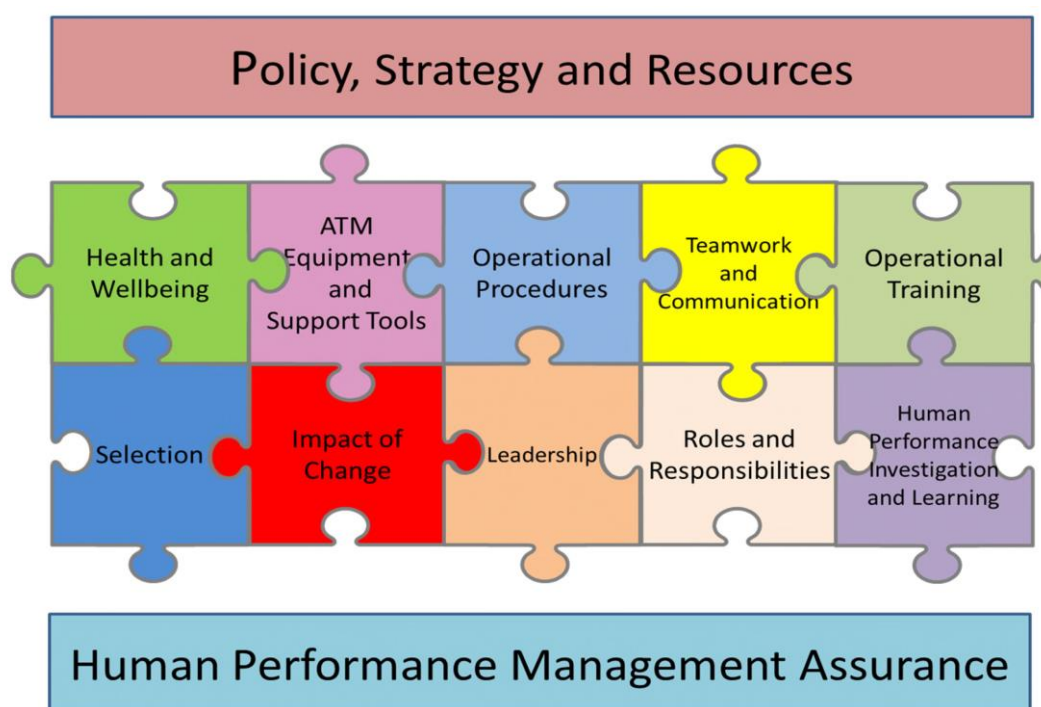 Policy, Strategy and Resources
Health and
Wellbeing
ATM
Equipment
and
Support Tools
Operational
Procedures
Teamwork
and
Communication
Operational
Training
Selection
Impact of
Change
Leadership
Roles and
Responsibilities
Human
Performance
Investigation
and Learning
Human Performance Management Assurance